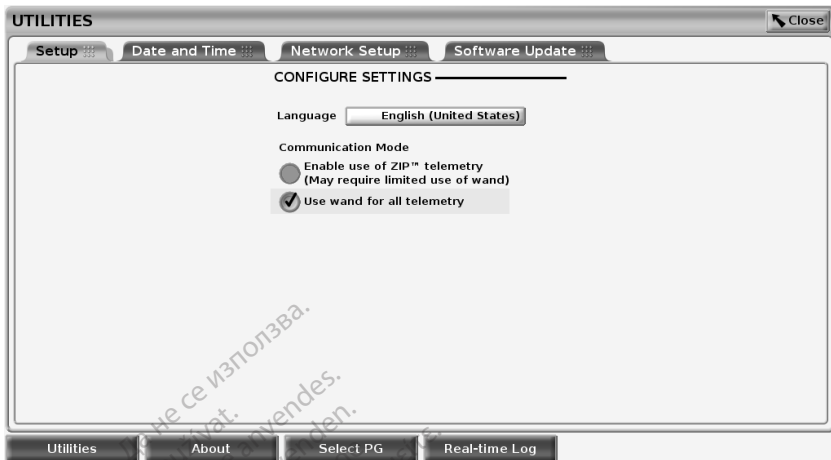 UTILITIES
Close
Setup
Date and Time
Network Setup
Software Update
CONFIGURE SETTINGS
Language English (United States)
Communication Mode
Enable use of ZIP™ telemetry
(May require limited use of wand)
Use wand for all telemetry
не се използва.
anvendes.
Utilities
About
Select PG
Real-time Log